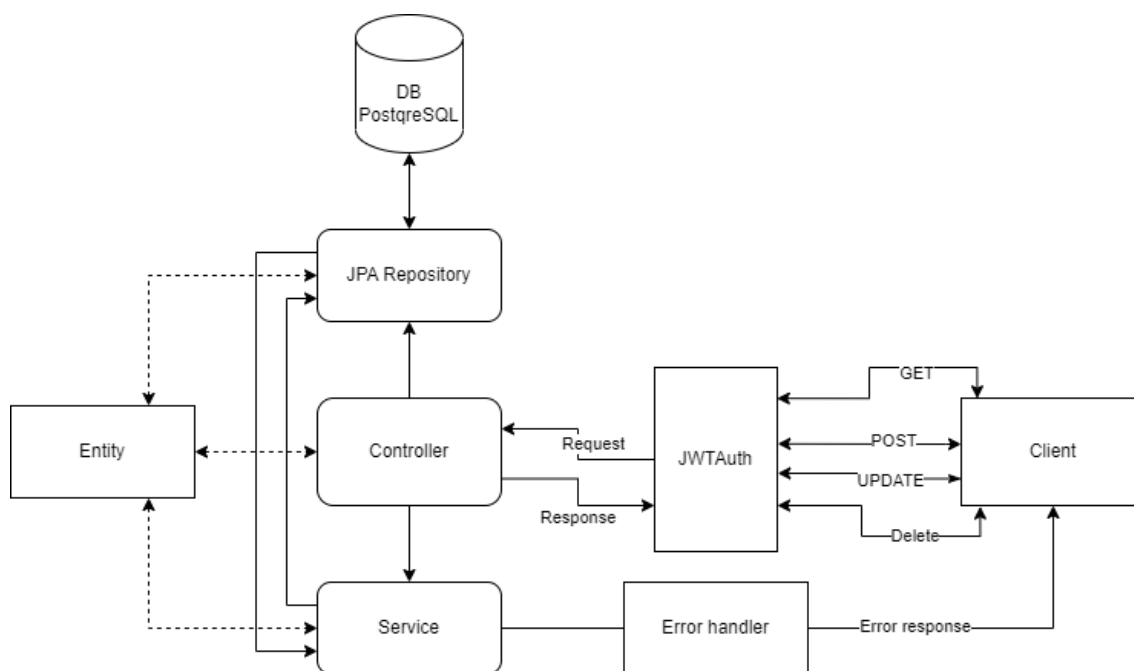 DB
PostqreSQL
JPA Repository
GET
Entity
Controller
Request
JWTAuth
POST
Client
UPDATE
Response
Delete
Service
Error handler
Error response